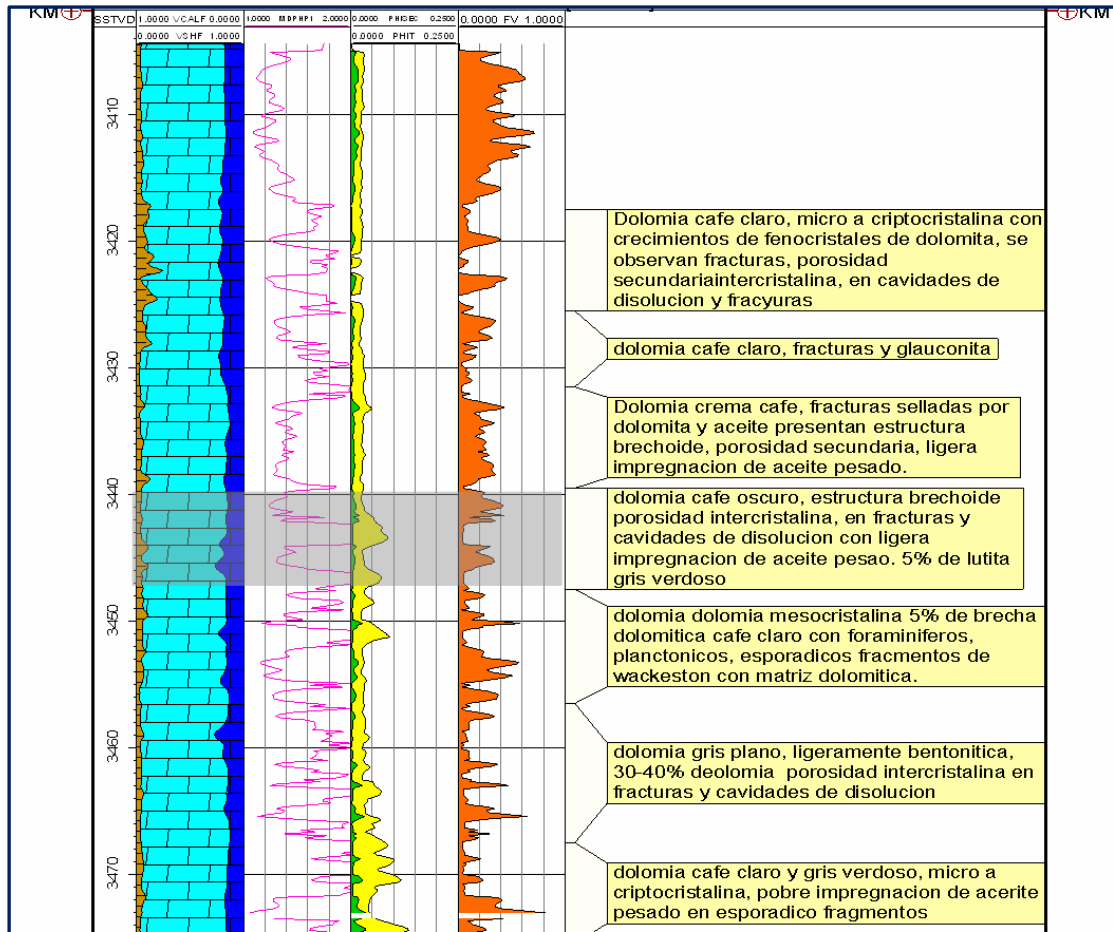 KM
KM
SSTVD
1.0000 VCALF 0.0000
1.0000 MDPHP1 2.0000
0.0000 PHISEC 0.2500
0.0000 FV 1.0000
0.0000 VSHF 1.0000
0.0000 PHIT 0.2500
3410
3420
3430
3440
3450
3460
3470
Dolomia cafe claro, micro a criptocristalina con
crecimientos de fenocristales de dolomita, se
observan fracturas, porosidad
secundariaintercristalina, en cavidades de
disolucion y fracyuras
dolomia cafe claro, fracturas y glauconita
Dolomia crema cafe, fracturas selladas por
dolomita y aceite presentan estructura
brechoide, porosidad secundaria, ligera
impregnacion de aceite pesado.
dolomia cafe oscuro, estructura brechoide
porosidad intercristalina, en fracturas y
cavidades de disolucion con ligera
impregnacion de aceite pesao. 5% de lutita
gris verdoso
dolomia dolomia mesocristalina 5% de brecha
dolomitica cafe claro con foraminiferos,
planctonicos, esporadicos fracmentos de
wackeston con matriz dolomitica.
dolomia gris plano, ligeramente bentonitica,
30-40% deolomia porosidad intercristalina en
fracturas y cavidades de disolucion
dolomia cafe claro y gris verdoso, micro a
criptocristalina, pobre impregnacion de acerite
pesado en esporadico fragmentos